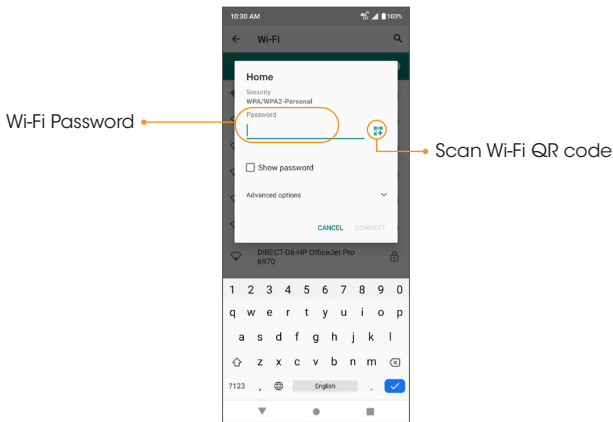 10:30 AM 100%
Wi-Fi
Home
Security
WPA/WPA2-Personal
Password
Wi-Fi Password
Scan Wi-Fi QR code
Show password
Advanced options
CANCEL CONNECT
DIRECT-D6-HP OfficeJet Pro
6970
1 2 3 4 5 6 7 8 9 0
q w e r t y u i o p
a s d f g h j k l
z x c v b n m
?123 , English .